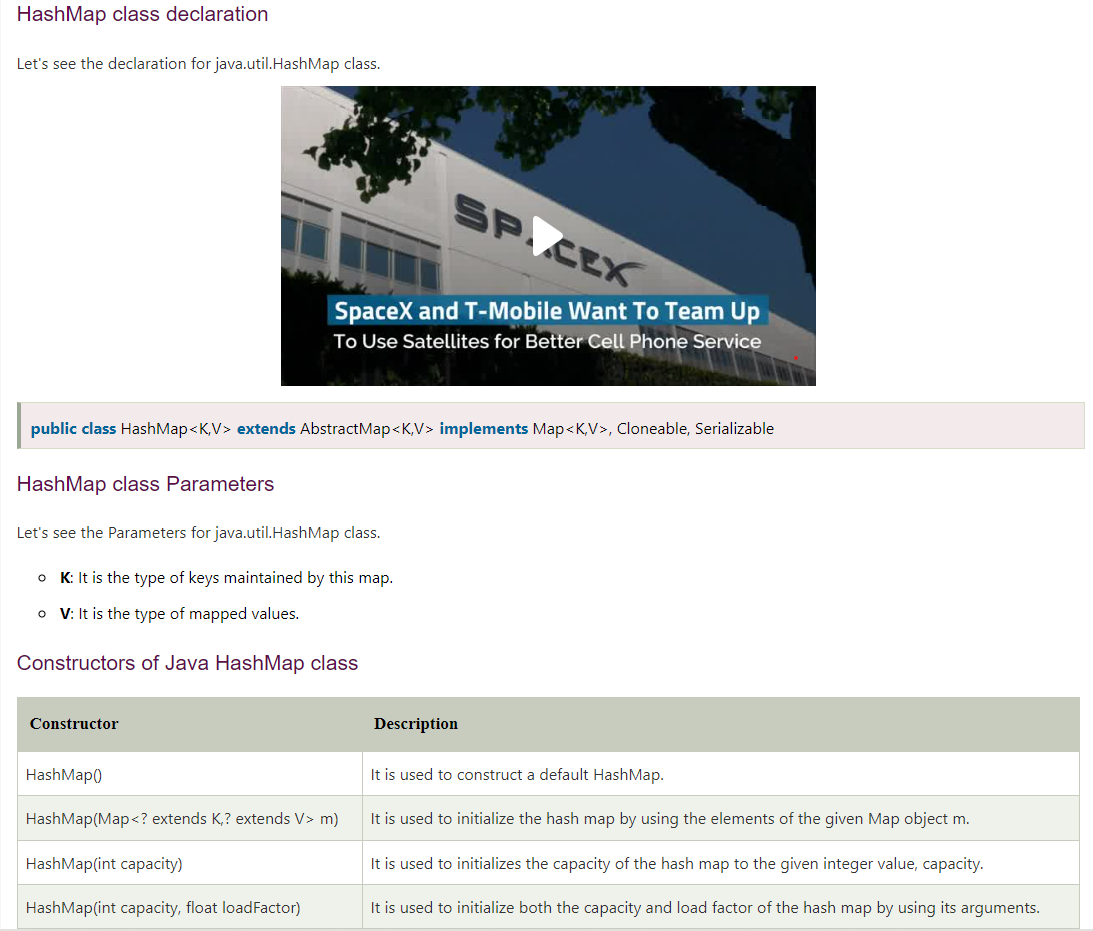 HashMap class declaration
Let's see the declaration for java.util.HashMap class.
SPACEX
SpaceX and T-Mobile Want To Team Up
To Use Satellites for Better Cell Phone Service
public class HashMap<K,V> extends AbstractMap<K,V> implements Map<K,V>, Cloneable, Serializable
HashMap class Parameters
Let's see the Parameters for java.util.HashMap class.
K: It is the type of keys maintained by this map.
V: It is the type of mapped values.
Constructors of Java HashMap class
Constructor Description
HashMap() It is used to construct a default HashMap.
HashMap(Map<? extends K,? extends V> m) It is used to initialize the hash map by using the elements of the given Map object m.
HashMap(int capacity) It is used to initializes the capacity of the hash map to the given integer value, capacity.
HashMap(int capacity, float loadFactor) It is used to initialize both the capacity and load factor of the hash map by using its arguments.